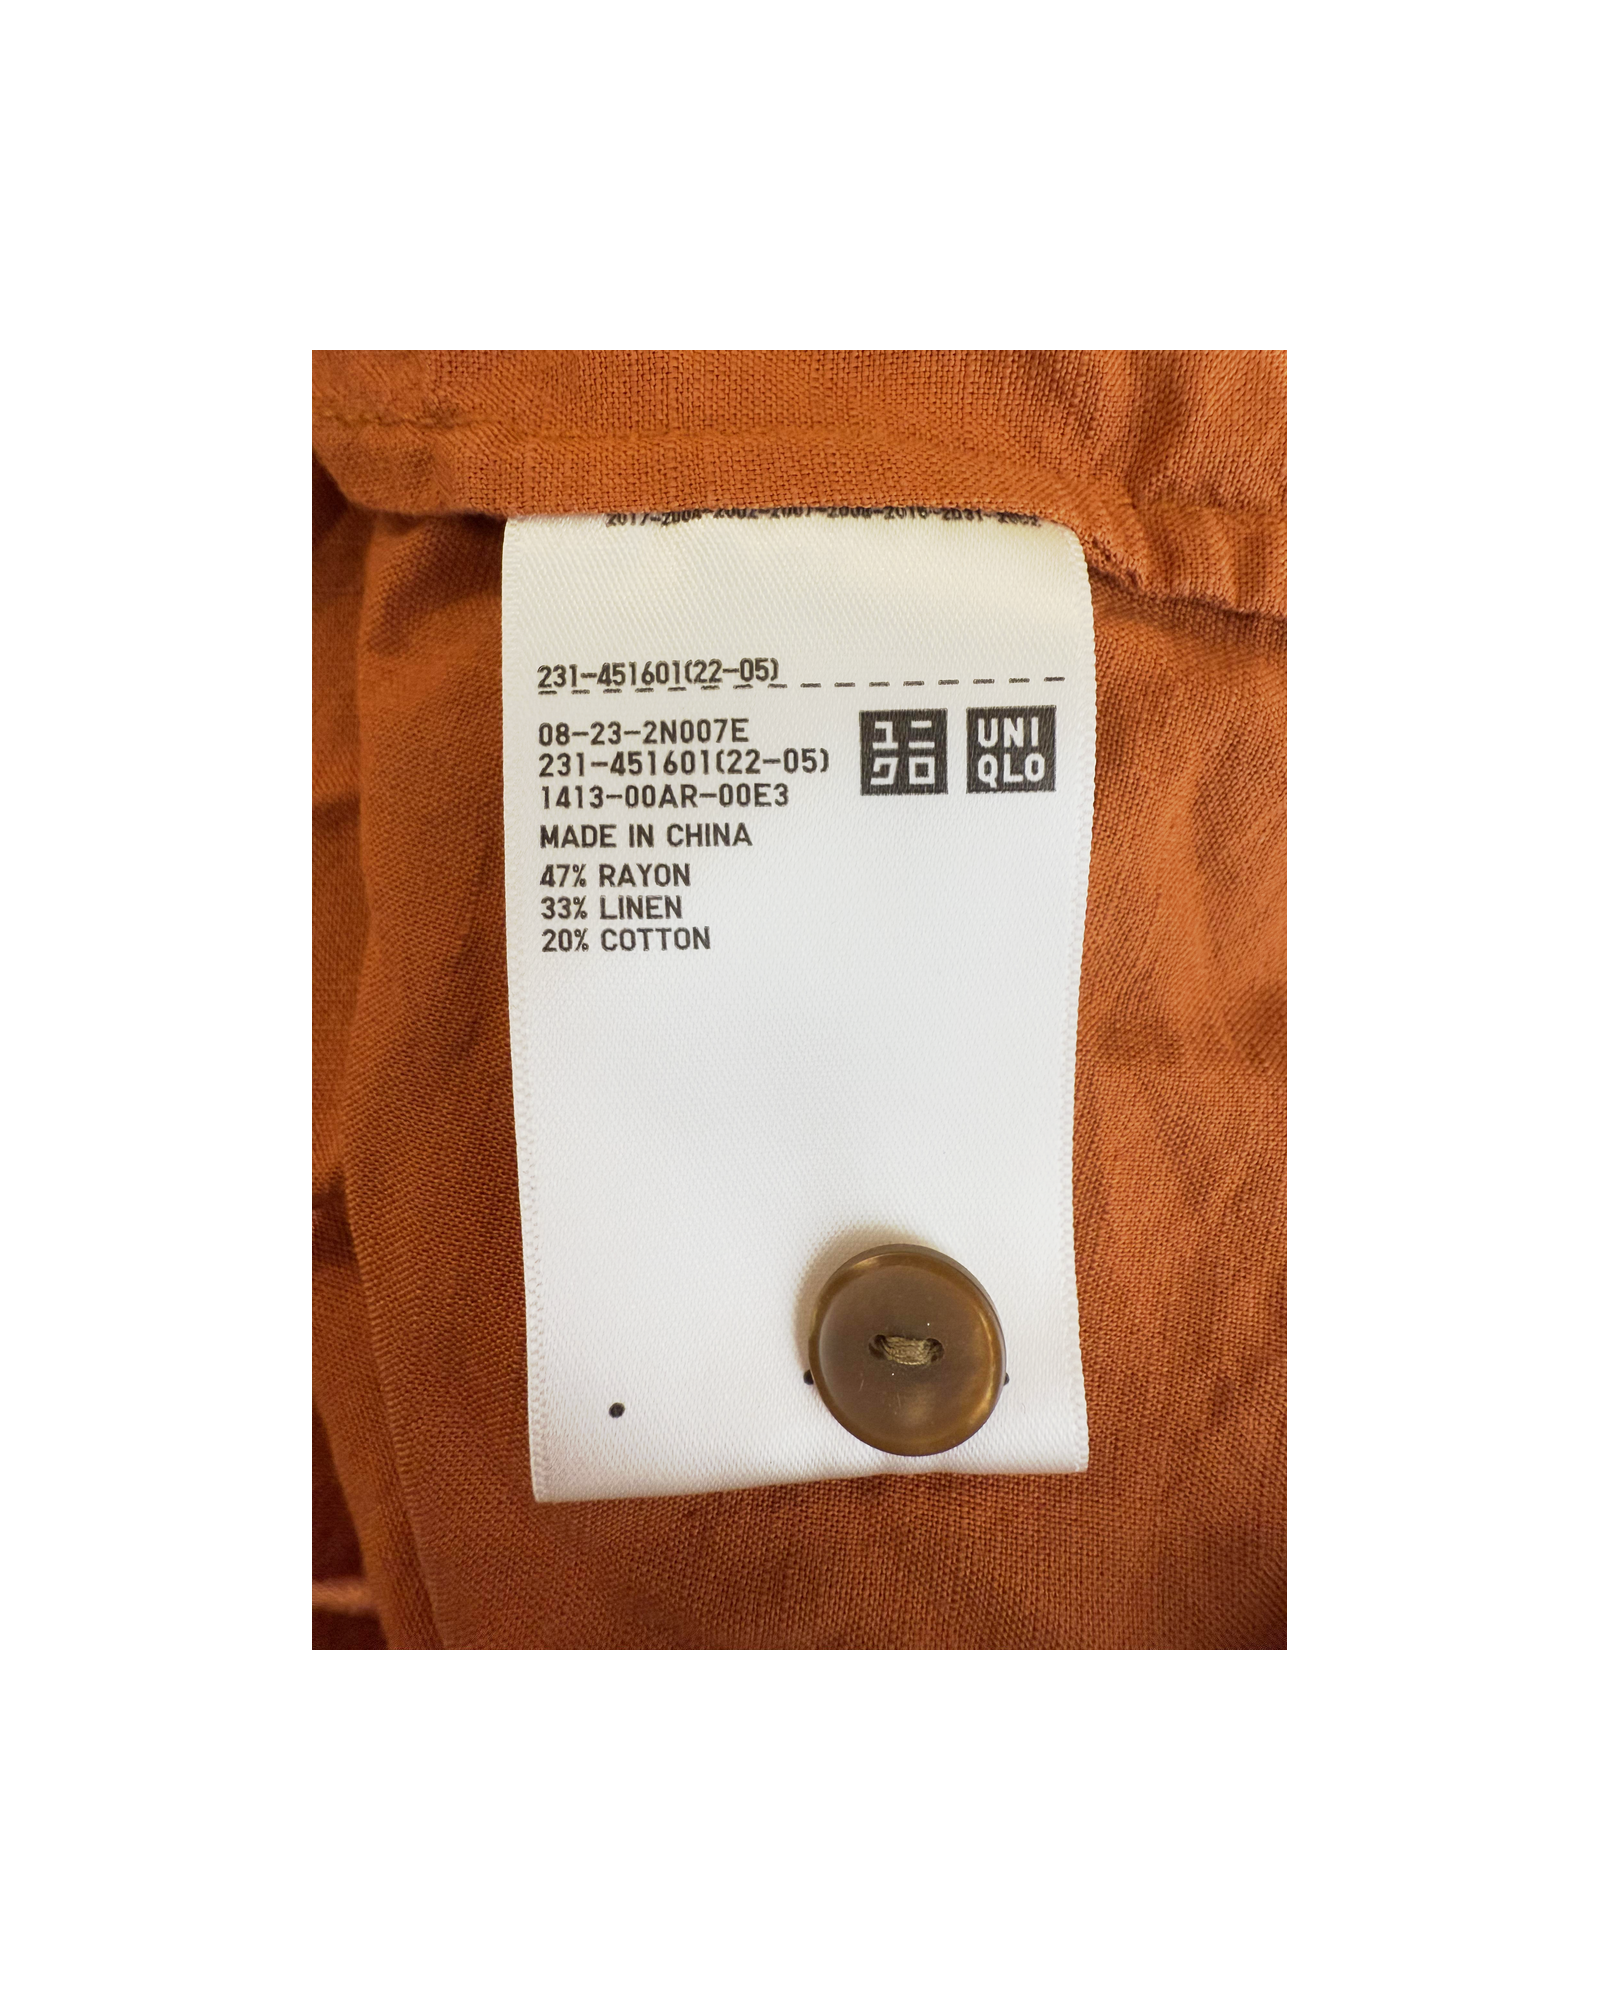 231-451601(22-05)
08-23-2N007E
231-451601(22-05)
1413-00AR-00E3
ユニ
クロ
UNI
QLO
MADE IN CHINA
47% RAYON
33% LINEN
20% COTTON